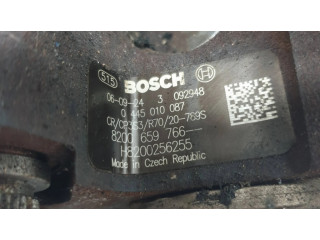 515 BOSCH
06-09-24 3 092948
0 445 010 087
CR/CP3S3/R70/20-789S
8200 659 766---
H8200256255
Made in Czech Republic